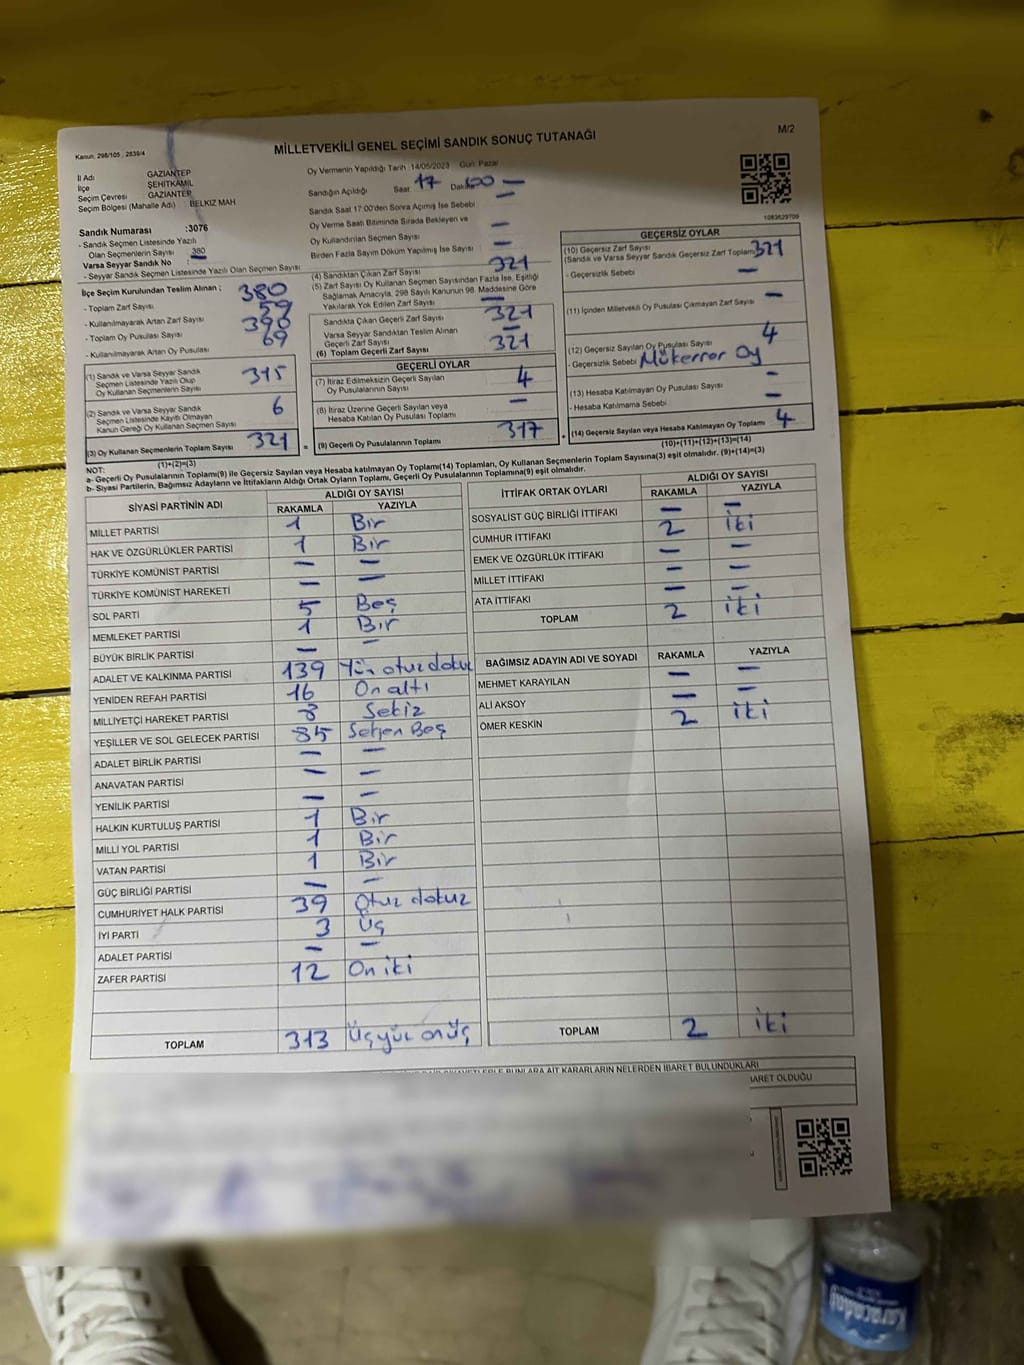 M/2
MİLLETVEKİLİ GENEL SEÇİMİ SANDIK SONUÇ TUTANAĞI
Kanun: 298/105 , 2839/4
İl Adı GAZİANTEP
İlçe ŞEHİTKAMİL
Seçim Çevresi GAZİANTEP
Seçim Bölgesi (Mahalle Adı) : BELKIZ MAH
Sandık Numarası :3076
- Sandık Seçmen Listesinde Yazılı
Olan Seçmenlerin Sayısı : 380
Varsa Seyyar Sandık No :
- Seyyar Sandık Seçmen Listesinde Yazılı Olan Seçmen Sayısı:
Oy Vermenin Yapıldığı Tarih :14/05/2023 Gün: Pazar
Sandığın Açıldığı Saat 17 Dakika 00 —
Sandık Saat 17:00'den Sonra Açımış İse Sebebi —
Oy Verme Saati Bitiminde Sırada Bekleyen ve
Oy Kullandırılan Seçmen Sayısı —
Birden Fazla Sayım Döküm Yapılmış İse Sayısı —
1083629709
İlçe Seçim Kurulundan Teslim Alınan ;
- Toplam Zarf Sayısı 380
- Kullanılmayarak Artan Zarf Sayısı 59
- Toplam Oy Pusulası Sayısı 390
- Kullanılmayarak Artan Oy Pusulası 69
(1) Sandık ve Varsa Seyyar Sandık
Seçmen Listesinde Yazılı Olup
Oy Kullanan Seçmenlerin Sayısı 315
(2) Sandık ve Varsa Seyyar Sandık
Seçmen Listesinde Kayıtlı Olmayan
Kanun Gereği Oy Kullanan Seçmen Sayısı 6
(3) Oy Kullanan Seçmenlerin Toplam Sayısı 321
(1)+(2)=(3)
(4) Sandıktan Çıkan Zarf Sayısı 321
(5) Zarf Sayısı Oy Kullanan Seçmen Sayısından Fazla İse, Eşitliği
Sağlamak Amacıyla, 298 Sayılı Kanunun 98. Maddesine Göre
Yakılarak Yok Edilen Zarf Sayısı —
Sandıkta Çıkan Geçerli Zarf Sayısı 321
Varsa Seyyar Sandıktan Teslim Alınan
Geçerli Zarf Sayısı —
(6) Toplam Geçerli Zarf Sayısı 321
GEÇERLİ OYLAR
(7) İtiraz Edilmeksizin Geçerli Sayılan
Oy Pusulalarının Sayısı 4
(8) İtiraz Üzerine Geçerli Sayılan veya
Hesaba Katılan Oy Pusulası Toplamı —
= (9) Geçerli Oy Pusulalarının Toplamı 317
GEÇERSİZ OYLAR
(10) Geçersiz Zarf Sayısı
(Sandık ve Varsa Seyyar Sandık Geçersiz Zarf Toplamı) 321
- Geçersizlik Sebebi —
(11) İçinden Milletvekili Oy Pusulası Çıkmayan Zarf Sayısı —
(12) Geçersiz Sayılan Oy Pusulası Sayısı 4
- Geçersizlik Sebebi Mükerrer Oy
(13) Hesaba Katılmayan Oy Pusulası Sayısı —
- Hesaba Katılmama Sebebi —
+ (14) Geçersiz Sayılan veya Hesaba Katılmayan Oy Toplamı 4
(10)+(11)+(12)+(13)=(14)
NOT:
a- Geçerli Oy Pusulalarının Toplamı(9) ile Geçersiz Sayılan veya Hesaba katılmayan Oy Toplamı(14) Toplamları, Oy Kullanan Seçmenlerin Toplam Sayısına(3) eşit olmalıdır. (9)+(14)=(3)
b- Siyasi Partilerin, Bağımsız Adayların ve İttifakların Aldığı Ortak Oyların Toplamı, Geçerli Oy Pusulalarının Toplamına(9) eşit olmalıdır.
SİYASİ PARTİNİN ADI ALDIĞI OY SAYISI
RAKAMLA YAZIYLA
MİLLET PARTİSİ 1 Bir
HAK VE ÖZGÜRLÜKLER PARTİSİ 1 Bir
TÜRKİYE KOMÜNİST PARTİSİ — —
TÜRKİYE KOMÜNİST HAREKETİ — —
SOL PARTİ 5 Beş
MEMLEKET PARTİSİ 1 Bir
BÜYÜK BİRLİK PARTİSİ — —
ADALET VE KALKINMA PARTİSİ 139 Yüz otuz dokuz
YENİDEN REFAH PARTİSİ 16 On altı
MİLLİYETÇİ HAREKET PARTİSİ 8 Sekiz
YEŞİLLER VE SOL GELECEK PARTİSİ 85 Seksen Beş
ADALET BİRLİK PARTİSİ — —
ANAVATAN PARTİSİ — —
YENİLİK PARTİSİ — —
HALKIN KURTULUŞ PARTİSİ 1 Bir
MİLLİ YOL PARTİSİ 1 Bir
VATAN PARTİSİ 1 Bir
GÜÇ BİRLİĞİ PARTİSİ — —
CUMHURİYET HALK PARTİSİ 39 Otuz dokuz
İYİ PARTİ 3 Üç
ADALET PARTİSİ — —
ZAFER PARTİSİ 12 On iki
TOPLAM 313 Üçyüz onüç
İTTİFAK ORTAK OYLARI ALDIĞI OY SAYISI
RAKAMLA YAZIYLA
SOSYALİST GÜÇ BİRLİĞİ İTTİFAKI — —
CUMHUR İTTİFAKI 2 iki
EMEK VE ÖZGÜRLÜK İTTİFAKI — —
MİLLET İTTİFAKI — —
ATA İTTİFAKI — —
TOPLAM 2 iki
BAĞIMSIZ ADAYIN ADI VE SOYADI RAKAMLA YAZIYLA
MEHMET KARAYILAN — —
ALİ AKSOY — —
ÖMER KESKİN 2 iki
TOPLAM 2 iki
BUNLARA AİT KARARLARIN NELERDEN İBARET BULUNDUKLARI
OLDUĞU
Karacadağ